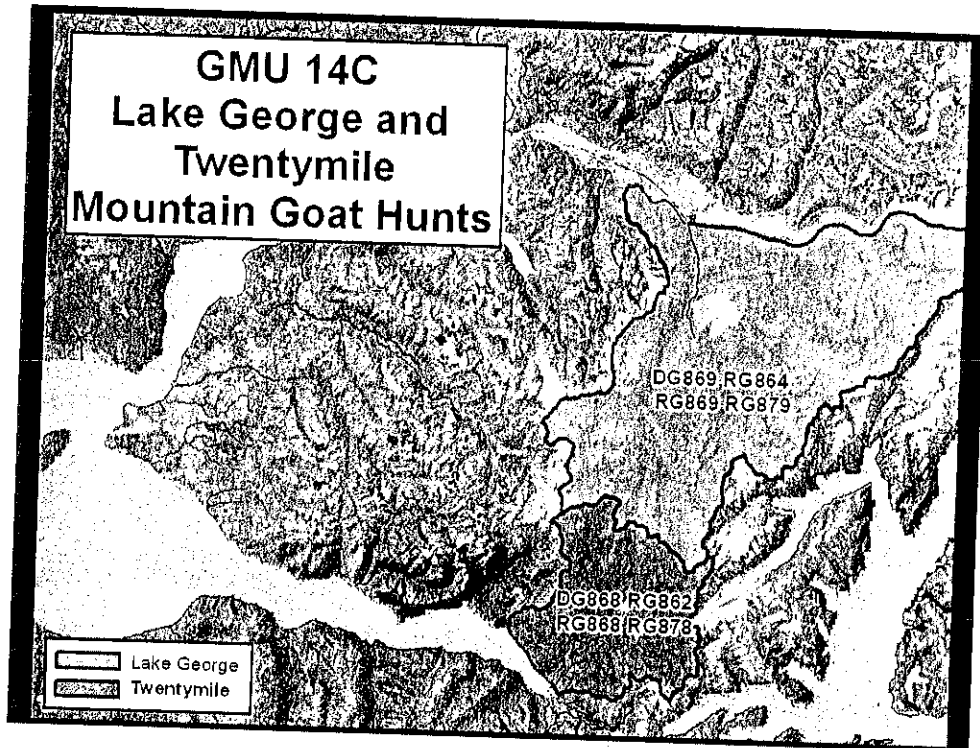 GMU 14C
Lake George and
Twentymile
Mountain Goat Hunts
DG869 RG864
RG869 RG879
DG868 RG862
RG868 RG878
Lake George
Twentymile